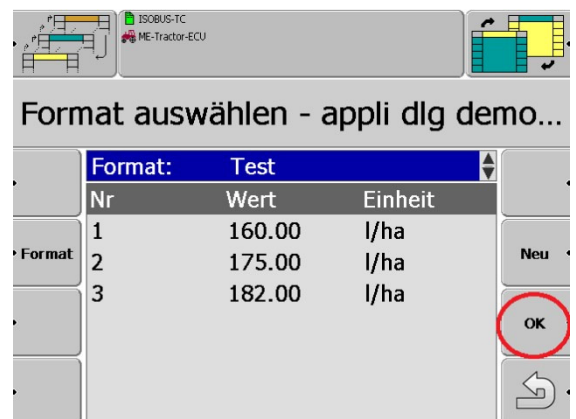 ISOBUS-TC
ME-Tractor-ECU
Format auswählen - appli dlg demo...
Format: Test
Nr Wert Einheit
1 160.00 l/ha
2 175.00 l/ha
3 182.00 l/ha
Format
Neu
OK